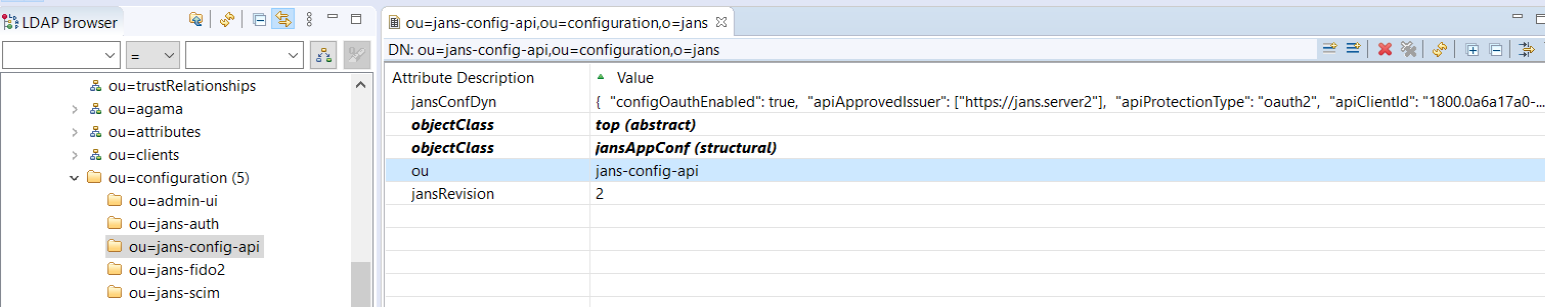 LDAP Browser
=
ou=trustRelationships
ou=agama
ou=attributes
ou=clients
ou=configuration (5)
ou=admin-ui
ou=jans-auth
ou=jans-config-api
ou=jans-fido2
ou=jans-scim
ou=jans-config-api,ou=configuration,o=jans
DN: ou=jans-config-api,ou=configuration,o=jans
Attribute Description Value
jansConfDyn { "configOauthEnabled": true, "apiApprovedIssuer": ["https://jans.server2"], "apiProtectionType": "oauth2", "apiClientId": "1800.0a6a17a0-...
objectClass top (abstract)
objectClass jansAppConf (structural)
ou jans-config-api
jansRevision 2